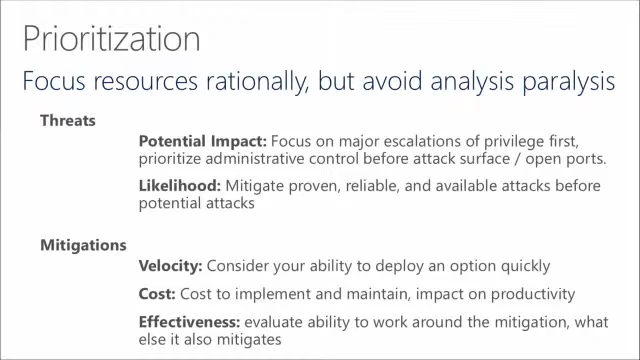 Prioritization
Focus resources rationally, but avoid analysis paralysis
Threats
Potential Impact: Focus on major escalations of privilege first,
prioritize administrative control before attack surface / open ports.
Likelihood: Mitigate proven, reliable, and available attacks before
potential attacks
Mitigations
Velocity: Consider your ability to deploy an option quickly
Cost: Cost to implement and maintain, impact on productivity
Effectiveness: evaluate ability to work around the mitigation, what
else it also mitigates